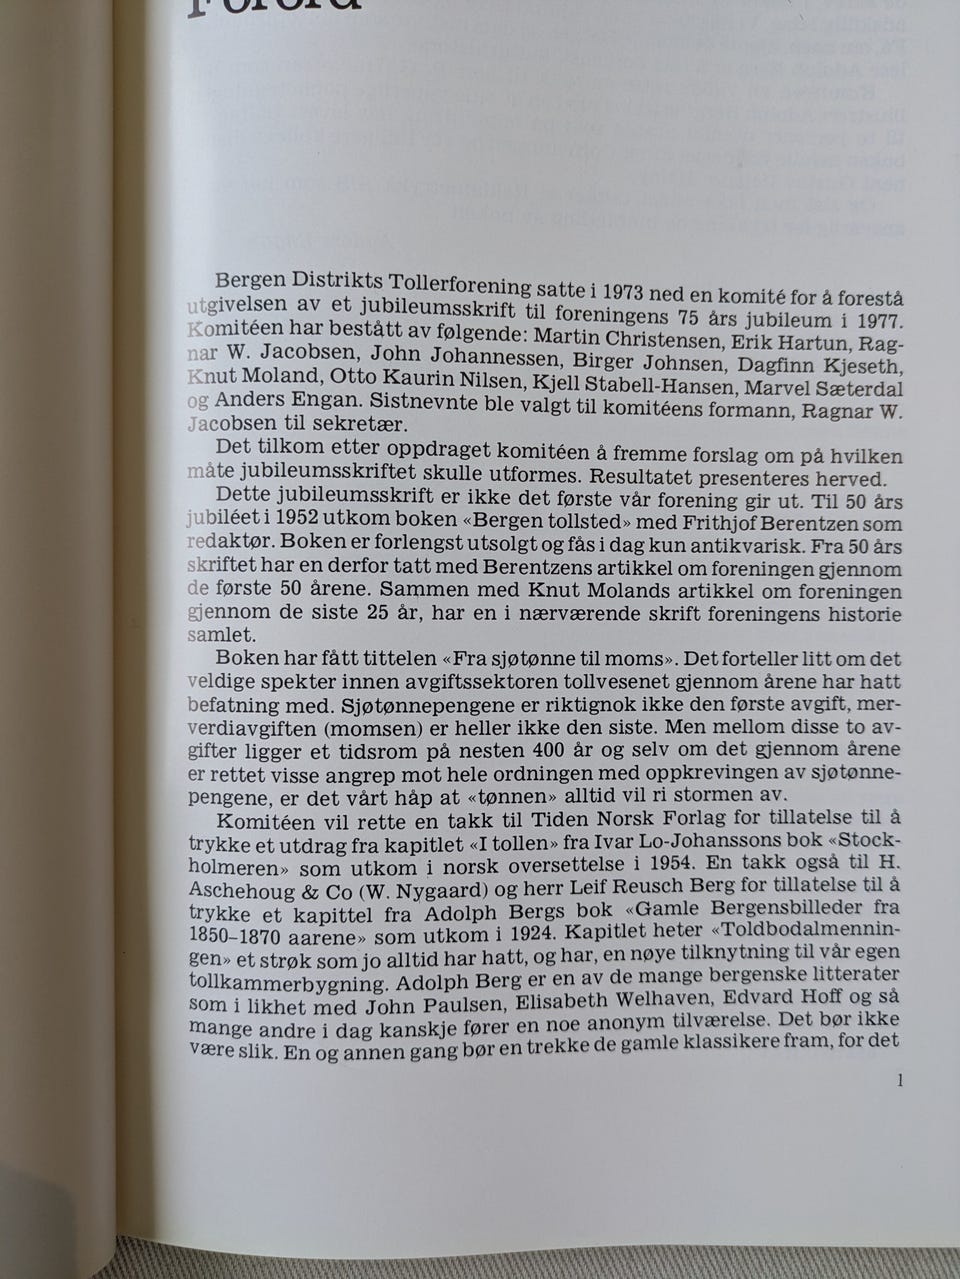 Forord
Bergen Distrikts Tollerforening satte i 1973 ned en komité for å forestå
utgivelsen av et jubileumsskrift til foreningens 75 års jubileum i 1977.
Komitéen har bestått av følgende: Martin Christensen, Erik Hartun, Rag-
nar W. Jacobsen, John Johannessen, Birger Johnsen, Dagfinn Kjeseth,
Knut Moland, Otto Kaurin Nilsen, Kjell Stabell-Hansen, Marvel Sæterdal
og Anders Engan. Sistnevnte ble valgt til komitéens formann, Ragnar W.
Jacobsen til sekretær.
Det tilkom etter oppdraget komitéen å fremme forslag om på hvilken
måte jubileumsskriftet skulle utformes. Resultatet presenteres herved.
Dette jubileumsskrift er ikke det første vår forening gir ut. Til 50 års
jubiléet i 1952 utkom boken «Bergen tollsted» med Frithjof Berentzen som
redaktør. Boken er forlengst utsolgt og fås i dag kun antikvarisk. Fra 50 års
skriftet har en derfor tatt med Berentzens artikkel om foreningen gjennom
de første 50 årene. Sammen med Knut Molands artikkel om foreningen
gjennom de siste 25 år, har en i nærværende skrift foreningens historie
samlet.
Boken har fått tittelen «Fra sjøtønne til moms». Det forteller litt om det
veldige spekter innen avgiftssektoren tollvesenet gjennom årene har hatt
befatning med. Sjøtønnepengene er riktignok ikke den første avgift, mer-
verdiavgiften (momsen) er heller ikke den siste. Men mellom disse to av-
gifter ligger et tidsrom på nesten 400 år og selv om det gjennom årene
er rettet visse angrep mot hele ordningen med oppkrevingen av sjøtønne-
pengene, er det vårt håp at «tønnen» alltid vil ri stormen av.
Komitéen vil rette en takk til Tiden Norsk Forlag for tillatelse til å
trykke et utdrag fra kapitlet «I tollen» fra Ivar Lo-Johanssons bok «Stock-
holmeren» som utkom i norsk oversettelse i 1954. En takk også til H.
Aschehoug & Co (W. Nygaard) og herr Leif Reusch Berg for tillatelse til å
trykke et kapittel fra Adolph Bergs bok «Gamle Bergensbilleder fra
1850–1870 aarene» som utkom i 1924. Kapitlet heter «Toldbodalmennin-
gen» et strøk som jo alltid har hatt, og har, en nøye tilknytning til vår egen
tollkammerbygning. Adolph Berg er en av de mange bergenske litterater
som i likhet med John Paulsen, Elisabeth Welhaven, Edvard Hoff og så
mange andre i dag kanskje fører en noe anonym tilværelse. Det bør ikke
være slik. En og annen gang bør en trekke de gamle klassikere fram, for det
1